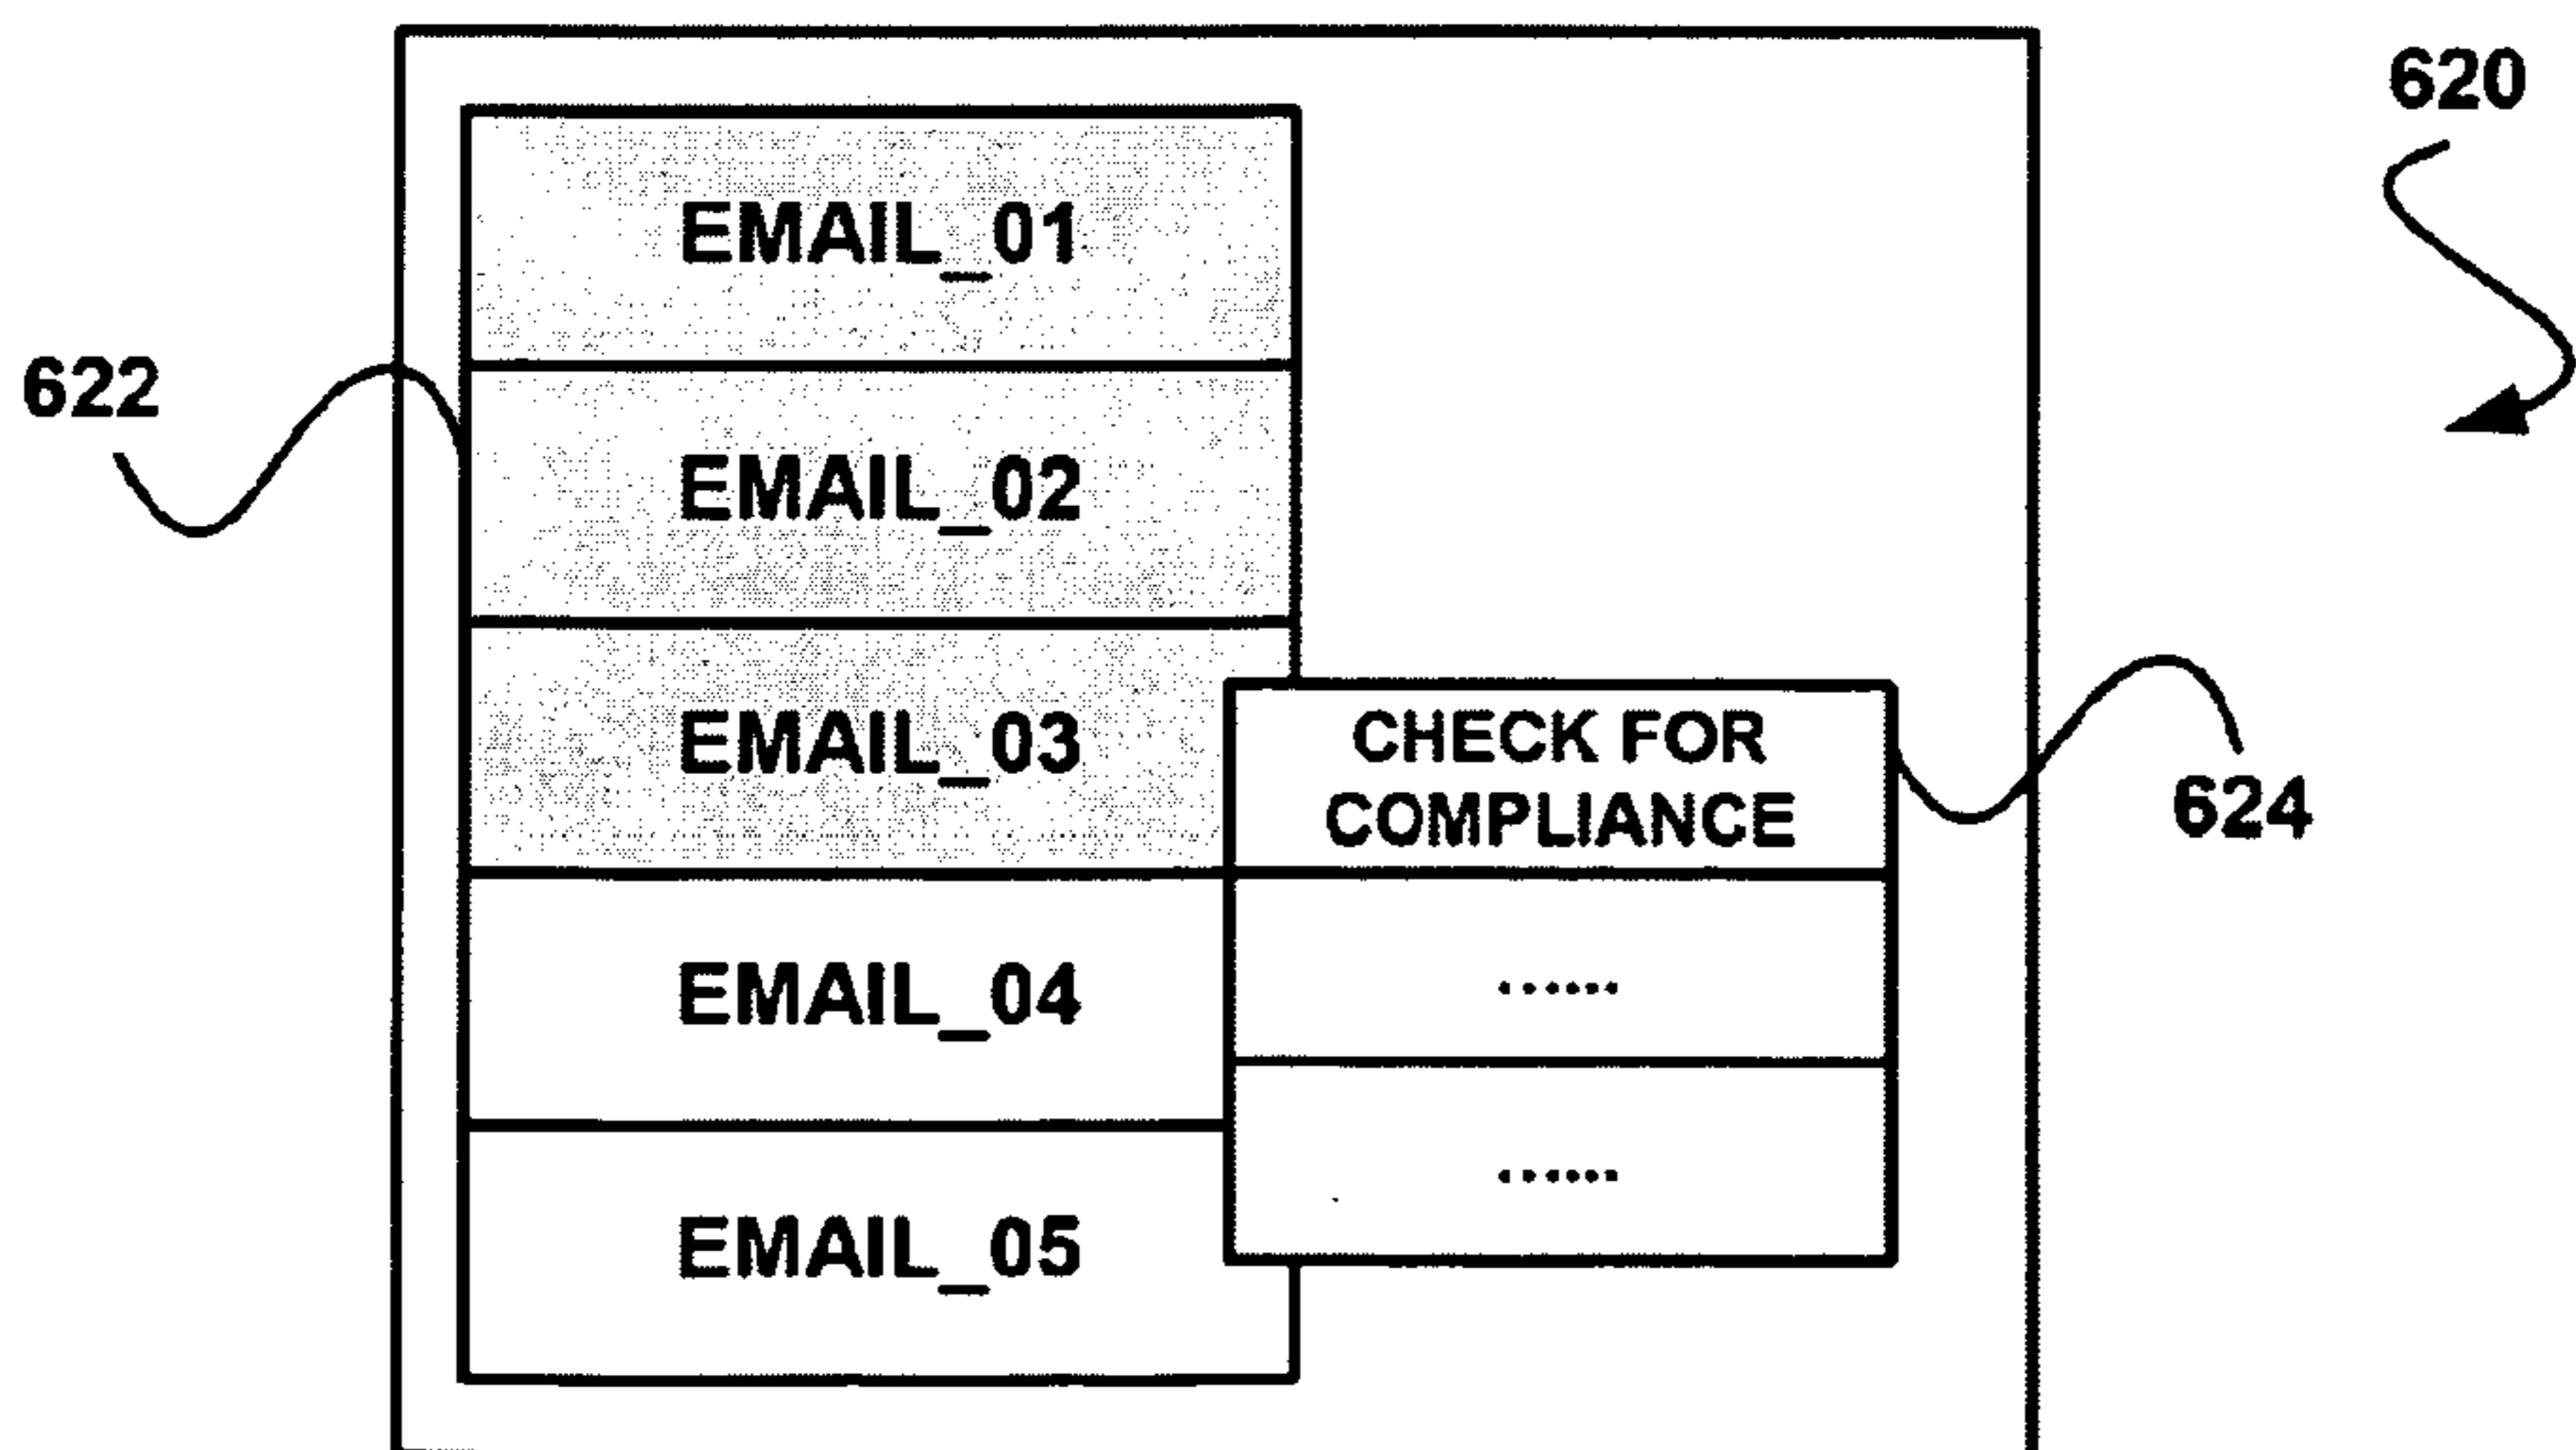 620
EMAIL_01
622
EMAIL_02
EMAIL_03
CHECK FOR
COMPLIANCE
624
EMAIL_04
......
EMAIL_05
......